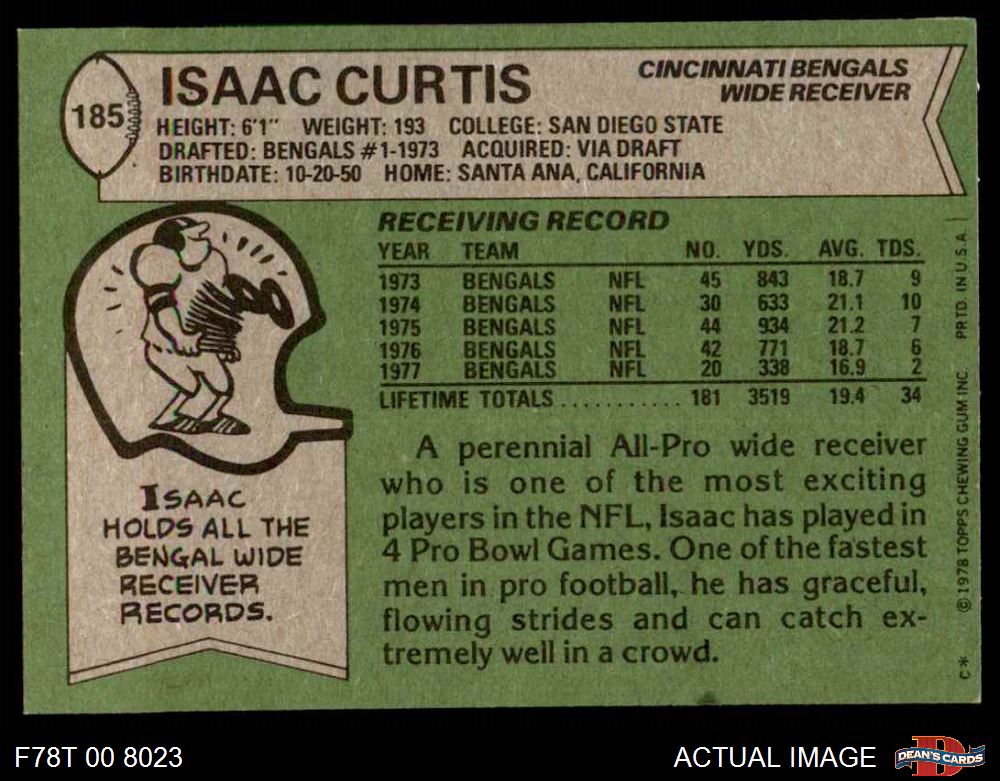 185
ISAAC CURTIS
CINCINNATI BENGALS
WIDE RECEIVER
HEIGHT: 6'1" WEIGHT: 193 COLLEGE: SAN DIEGO STATE
DRAFTED: BENGALS #1-1973 ACQUIRED: VIA DRAFT
BIRTHDATE: 10-20-50 HOME: SANTA ANA, CALIFORNIA
RECEIVING RECORD
YEAR TEAM NO. YDS. AVG. TDS.
1973 BENGALS NFL 45 843 18.7 9
1974 BENGALS NFL 30 633 21.1 10
1975 BENGALS NFL 44 934 21.2 7
1976 BENGALS NFL 42 771 18.7 6
1977 BENGALS NFL 20 338 16.9 2
LIFETIME TOTALS........... 181 3519 19.4 34
A perennial All-Pro wide receiver
who is one of the most exciting
players in the NFL, Isaac has played in
4 Pro Bowl Games. One of the fastest
men in pro football, he has graceful,
flowing strides and can catch ex-
tremely well in a crowd.
ISAAC
HOLDS ALL THE
BENGAL WIDE
RECEIVER
RECORDS.
C* © 1978 TOPPS CHEWING GUM INC. PRTD. IN U.S.A.
F78T 00 8023
ACTUAL IMAGE
D
DEAN'S CARDS